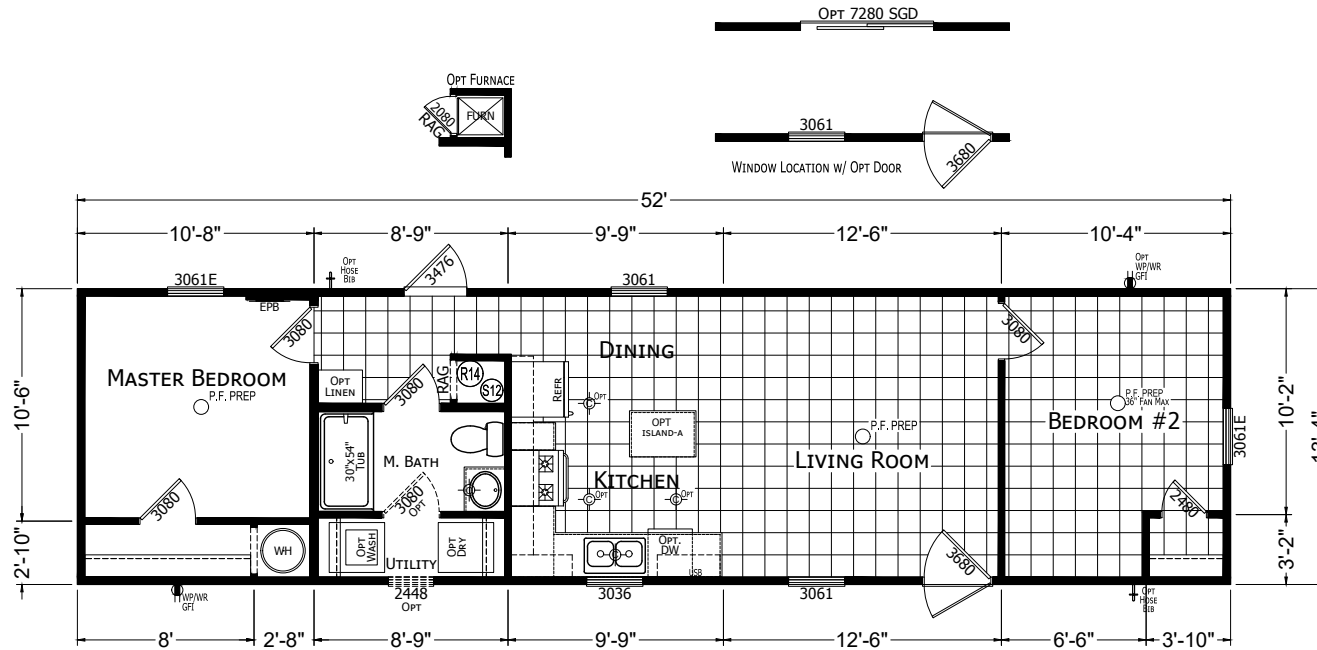 OPT 7280 SGD
OPT FURNACE
2080
FURN
RAG
3061
3680
WINDOW LOCATION W/ OPT DOOR
52'
10'-8"
8'-9"
9'-9"
12'-6"
10'-4"
3061E
OPT
HOSE
BIB
3476
3061
OPT
WP/WR
GFI
EPB
3080
3080
DINING
MASTER BEDROOM
P.F. PREP
OPT
LINEN
3080
RAG
R14
S12
REFR
OPT
P.F. PREP
36" FAN MAX
BEDROOM #2
3061E
10'-6"
10'-2"
13'-4"
OPT
ISLAND-A
P.F. PREP
LIVING ROOM
30"x54"
TUB
M. BATH
KITCHEN
OPT
OPT
3080
3080
OPT
2480
2'-10"
WH
OPT
WASH
UTILITY
OPT
DRY
OPT.
DW
USB
3680
3'-2"
WP/WR
GFI
2448
OPT
3036
3061
OPT
HOSE
BIB
8'
2'-8"
8'-9"
9'-9"
12'-6"
6'-6"
3'-10"